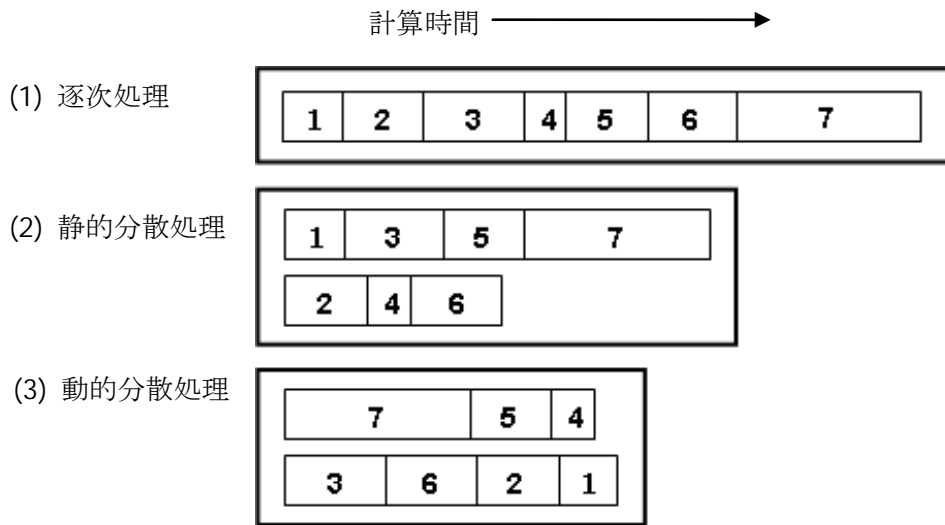 計算時間
(1) 逐次処理
1 2 3 4 5 6 7
(2) 静的分散処理
1 3 5 7
2 4 6
(3) 動的分散処理
7 5 4
3 6 2 1